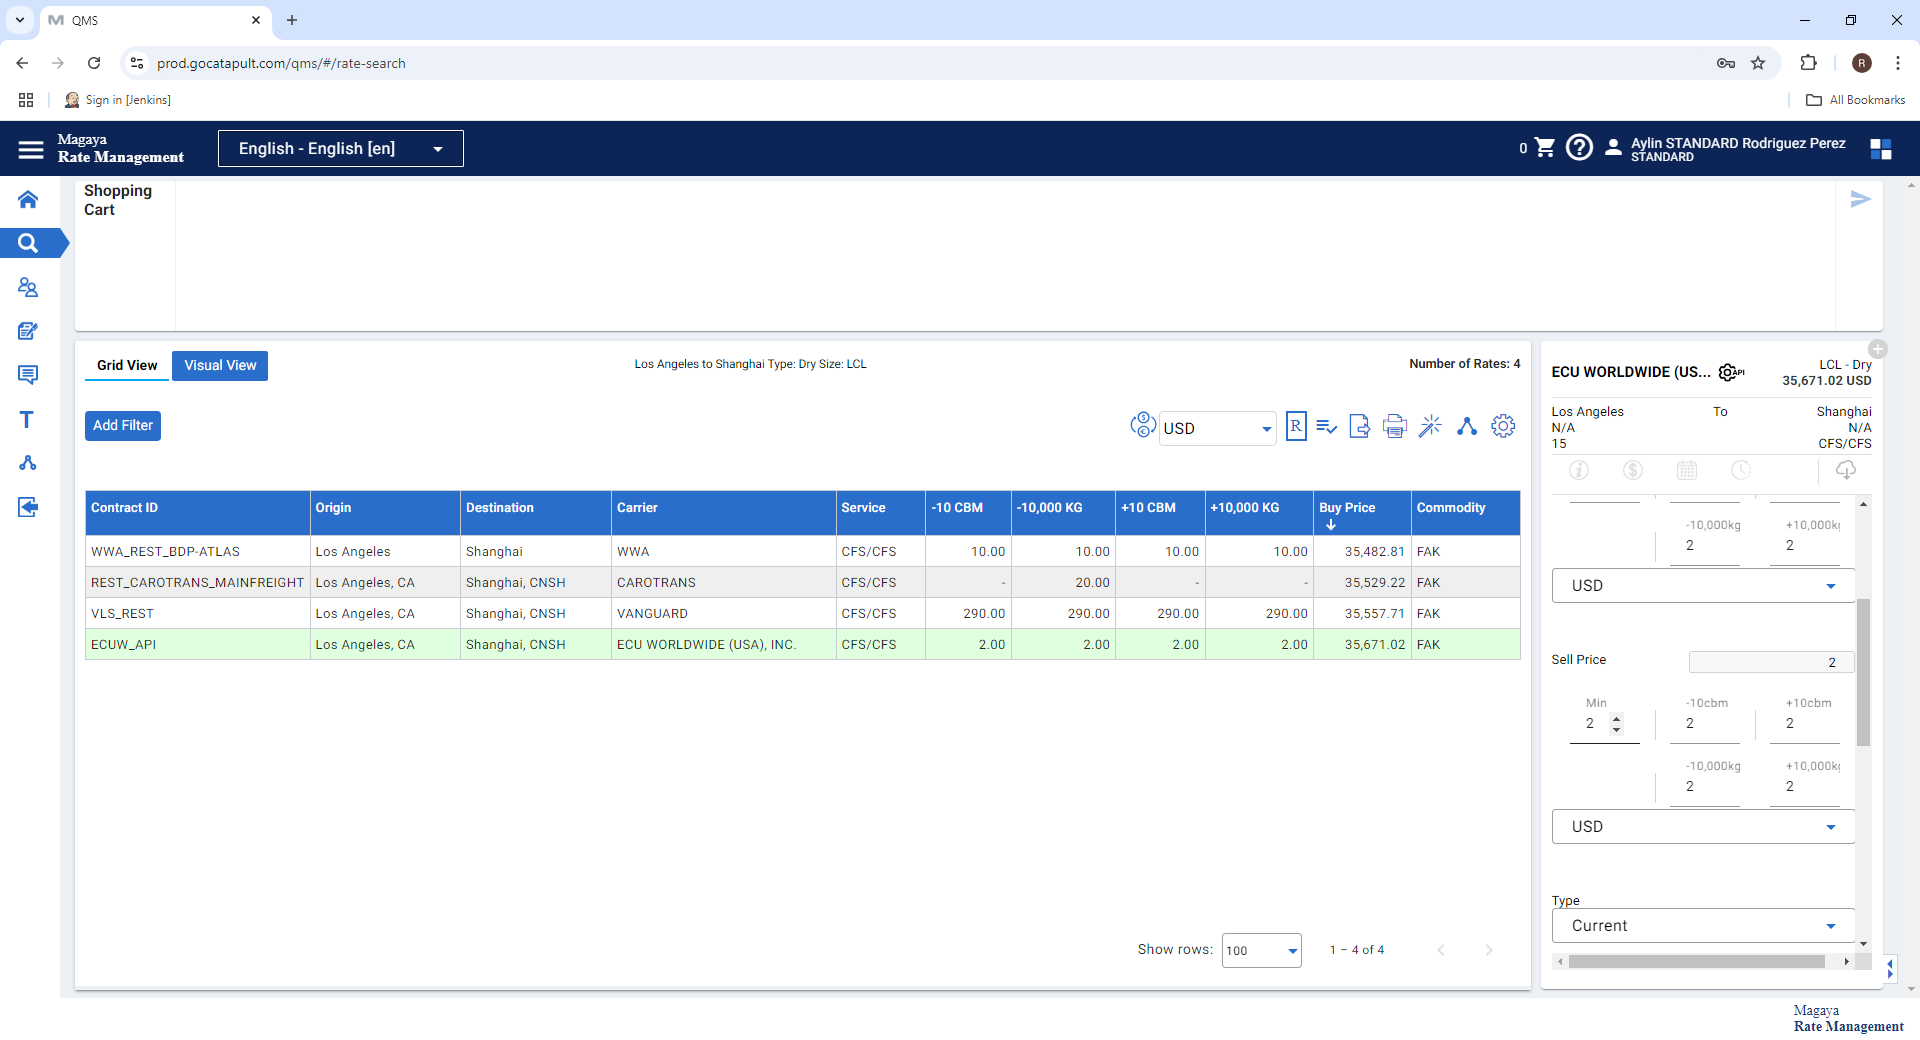 QMS
prod.gocatapult.com/qms/#/rate-search
R
Sign in [Jenkins]
All Bookmarks
Magaya
Rate Management
English - English [en]
0
Aylin STANDARD Rodriguez Perez
STANDARD
Shopping
Cart
Grid View
Visual View
Los Angeles to Shanghai Type: Dry Size: LCL
Number of Rates: 4
Add Filter
USD
R
Contract ID Origin Destination Carrier Service -10 CBM -10,000 KG +10 CBM +10,000 KG Buy Price Commodity
WWA_REST_BDP-ATLAS Los Angeles Shanghai WWA CFS/CFS 10.00 10.00 10.00 10.00 35,482.81 FAK
REST_CAROTRANS_MAINFREIGHT Los Angeles, CA Shanghai, CNSH CAROTRANS CFS/CFS - 20.00 - - 35,529.22 FAK
VLS_REST Los Angeles, CA Shanghai, CNSH VANGUARD CFS/CFS 290.00 290.00 290.00 290.00 35,557.71 FAK
ECUW_API Los Angeles, CA Shanghai, CNSH ECU WORLDWIDE (USA), INC. CFS/CFS 2.00 2.00 2.00 2.00 35,671.02 FAK
Show rows: 100 1 – 4 of 4
ECU WORLDWIDE (US... API
LCL - Dry
35,671.02 USD
Los Angeles To Shanghai
N/A N/A
15 CFS/CFS
-10,000kg +10,000kg
2 2
USD
Sell Price 2
Min -10cbm +10cbm
2 2 2
-10,000kg +10,000kg
2 2
USD
Type
Current
Magaya
Rate Management